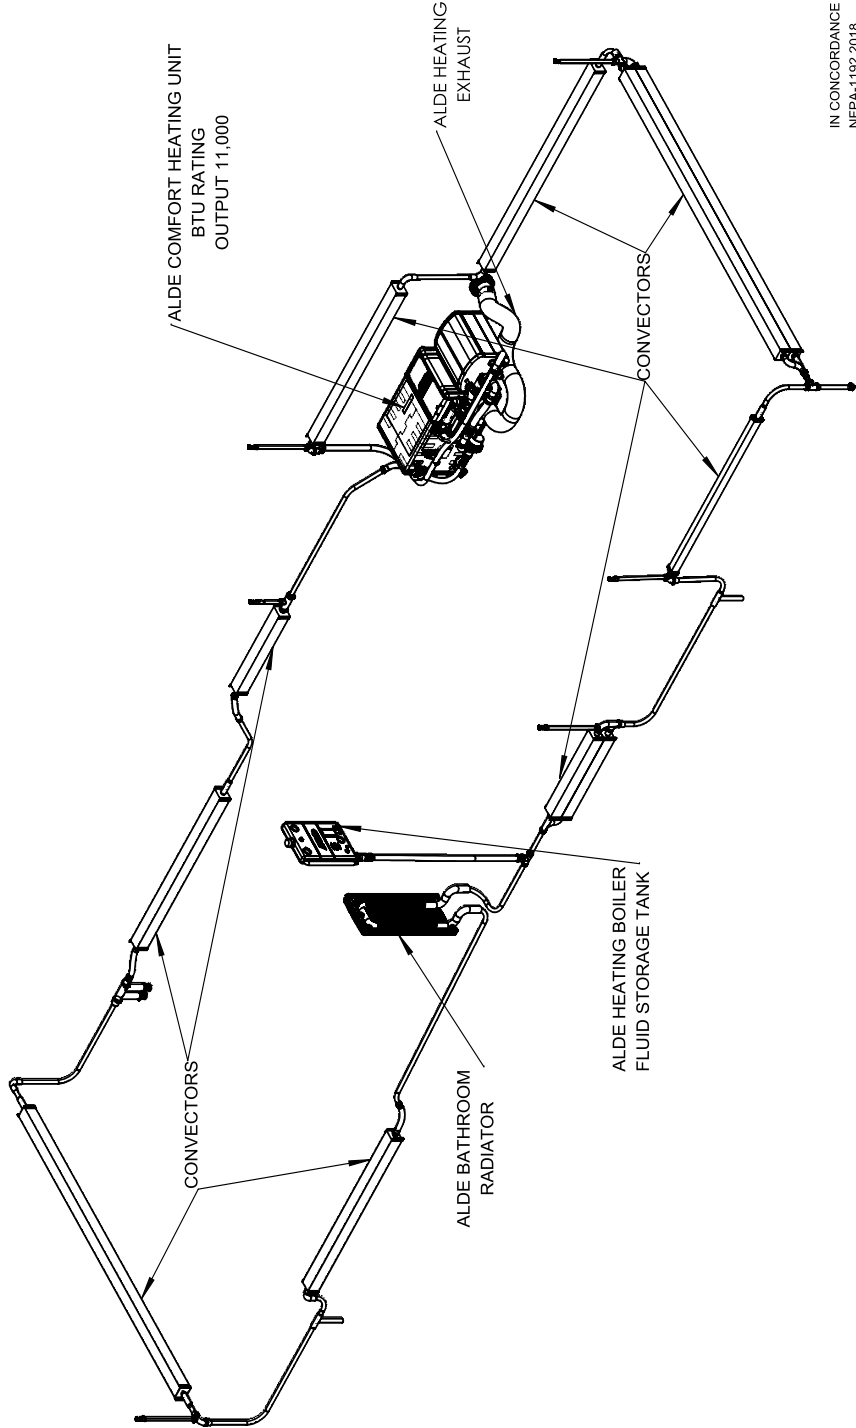 ALDE COMFORT HEATING UNIT
BTU RATING
OUTPUT 11,000
ALDE HEATING
EXHAUST
CONVECTORS
CONVECTORS
ALDE BATHROOM
RADIATOR
ALDE HEATING BOILER
FLUID STORAGE TANK
IN CONCORDANCE
NFPA-1192 2018